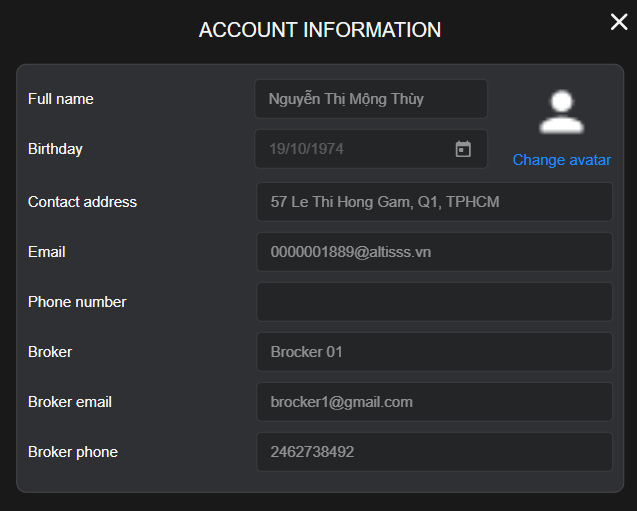 ACCOUNT INFORMATION
Full name Nguyễn Thị Mộng Thùy
Birthday 19/10/1974
Change avatar
Contact address 57 Le Thi Hong Gam, Q1, TPHCM
Email 0000001889@altisss.vn
Phone number
Broker Brocker 01
Broker email brocker1@gmail.com
Broker phone 2462738492